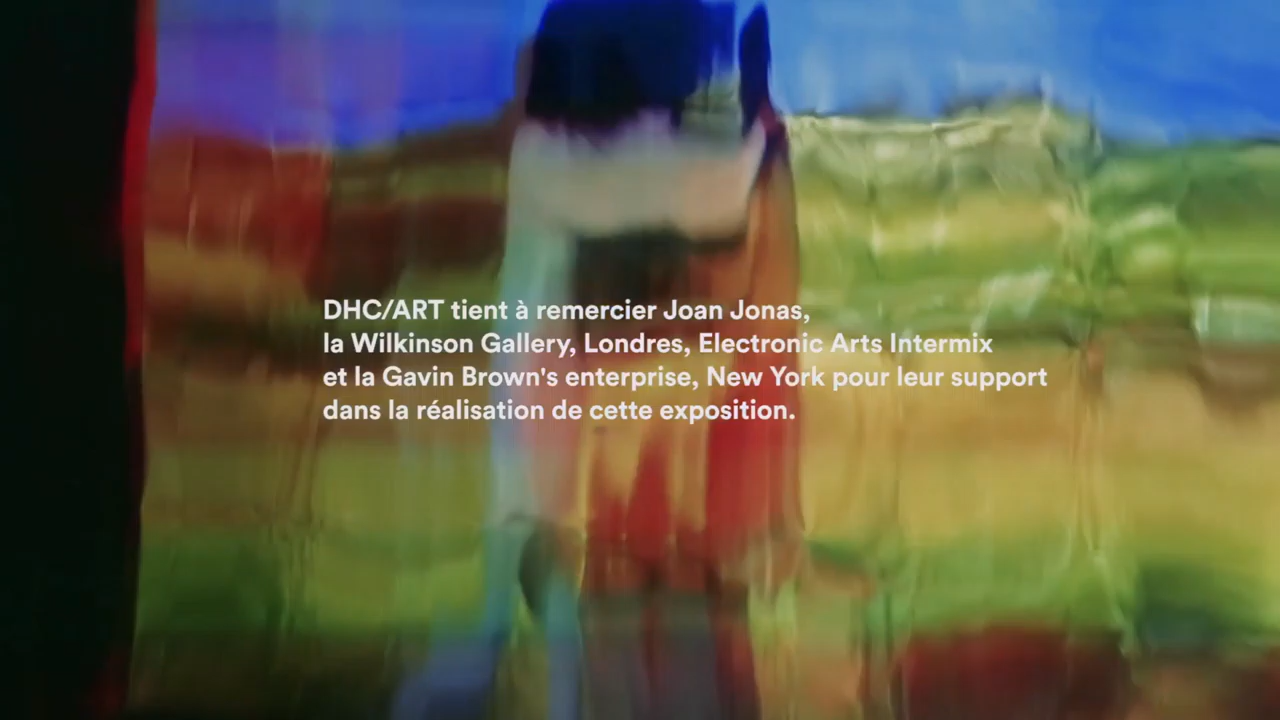 DHC/ART tient à remercier Joan Jonas,
la Wilkinson Gallery, Londres, Electronic Arts Intermix
et la Gavin Brown's enterprise, New York pour leur support
dans la réalisation de cette exposition.